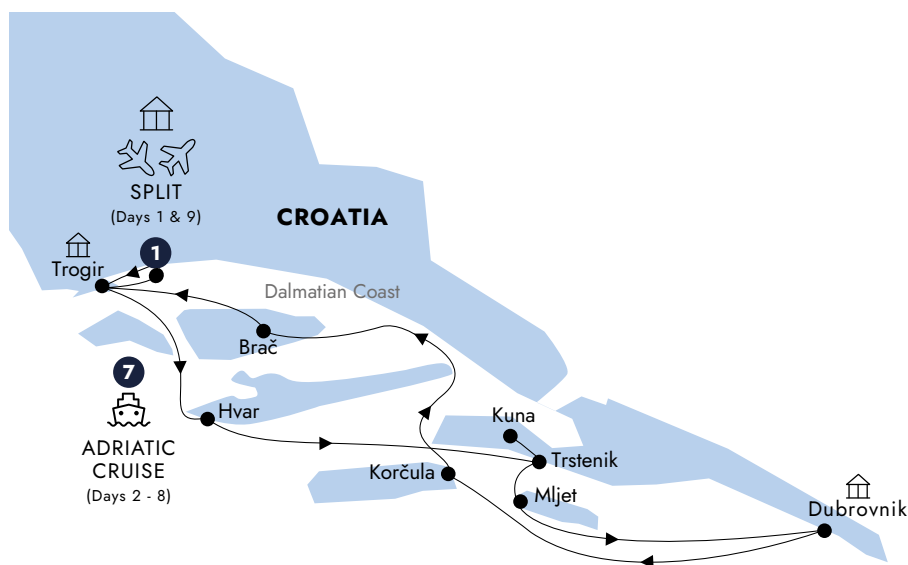 SPLIT
(Days 1 & 9)
CROATIA
1
Trogir
Dalmatian Coast
Brač
7
ADRIATIC
CRUISE
(Days 2 - 8)
Hvar
Kuna
Trstenik
Korčula
Mljet
Dubrovnik